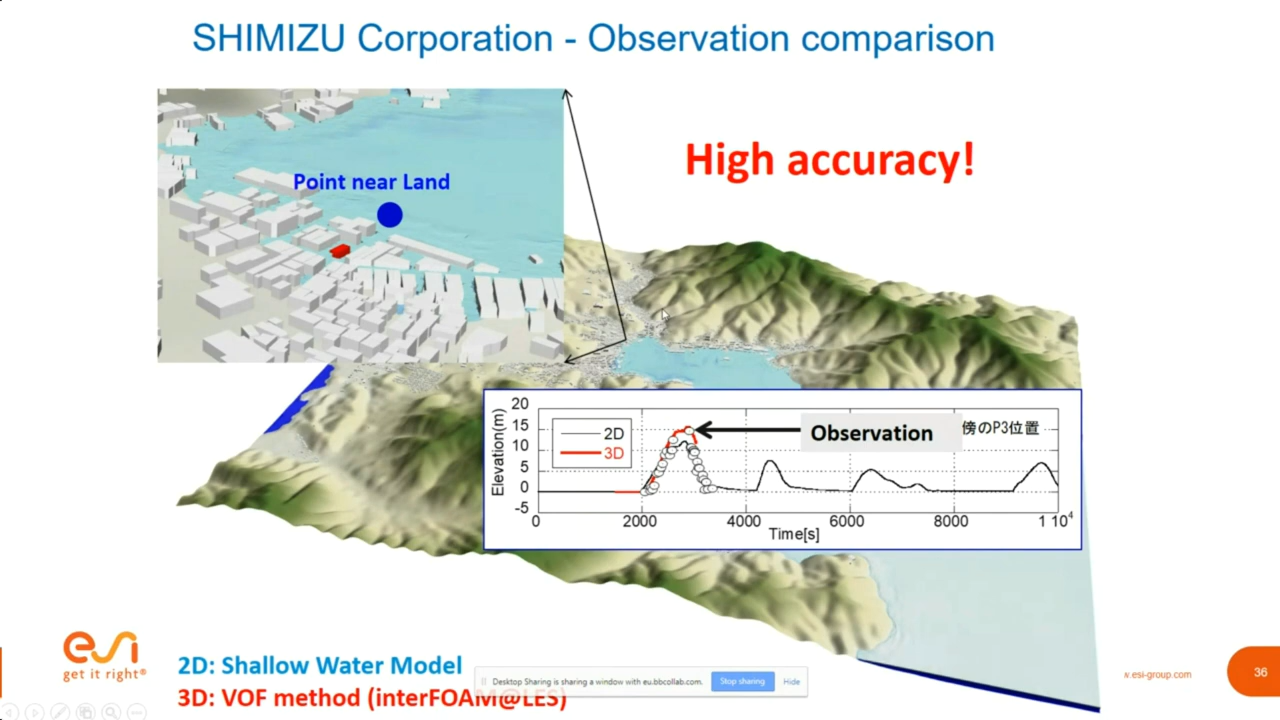 SHIMIZU Corporation - Observation comparison
High accuracy!
Point near Land
Elevation(m)
20
15
10
5
0
-5
2D
3D
Observation
傍のP3位置
0
2000
4000
6000
8000
1 10⁴
Time[s]
esi
get it right®
2D: Shallow Water Model
3D: VOF method (interFOAM@LES)
Desktop Sharing is sharing a window with eu.bbcollab.com.
Stop sharing
Hide
w.esi-group.com
36